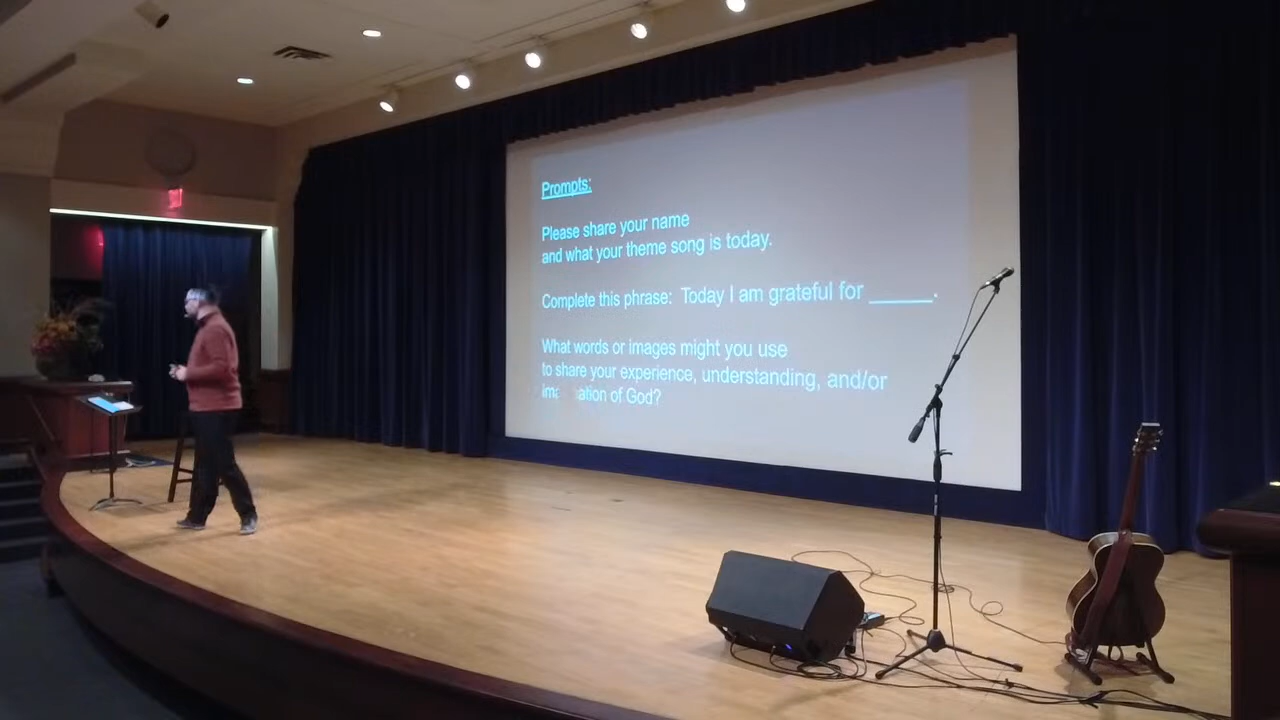 Prompts:
Please share your name
and what your theme song is today.
Complete this phrase: Today I am grateful for _____.
What words or images might you use
to share your experience, understanding, and/or
of God?